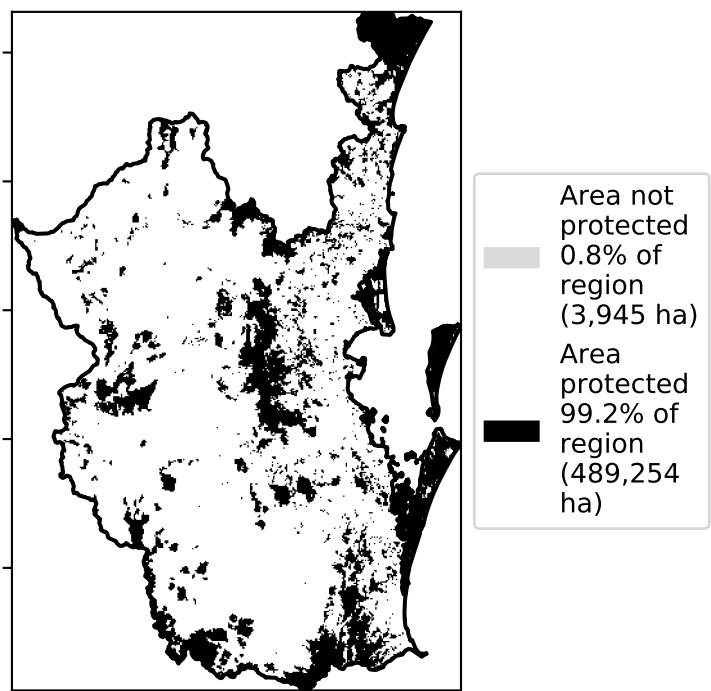 Area not
protected
0.8% of
region
(3,945 ha)
Area
protected
99.2% of
region
(489,254
ha)